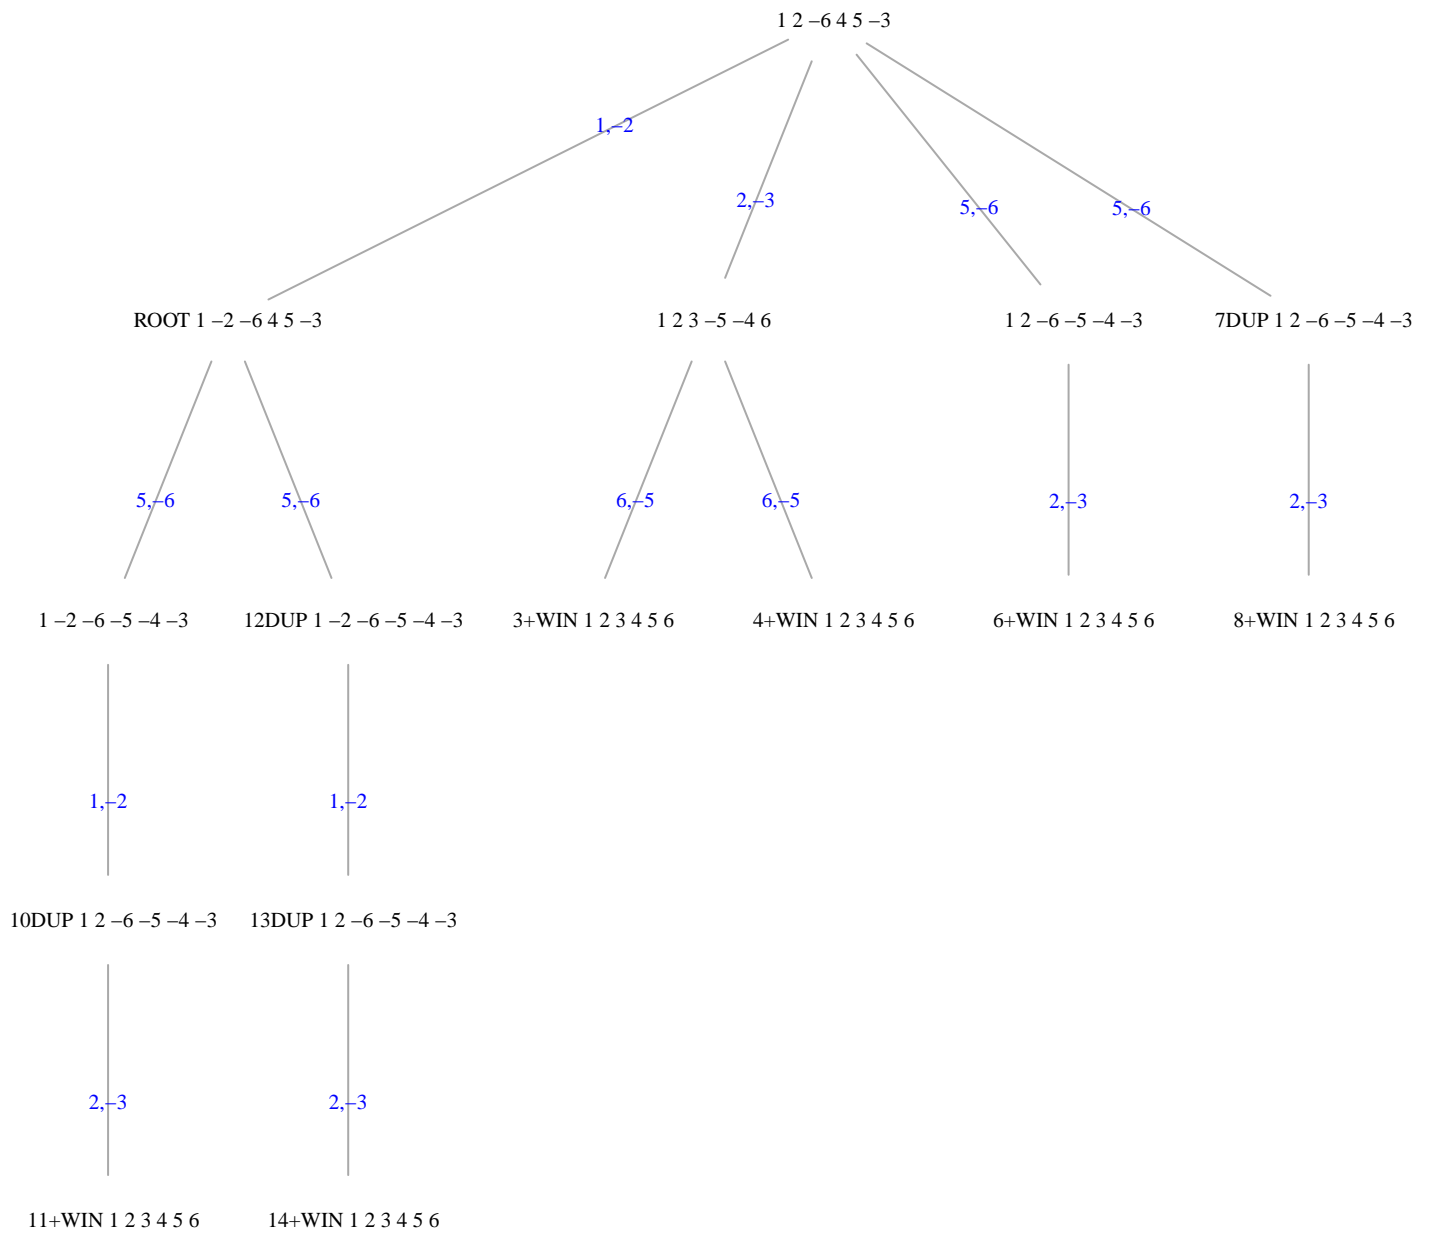 1 2 −6 4 5 −3
1,−2
2,−3
5,−6
5,−6
ROOT 1 −2 −6 4 5 −3
1 2 3 −5 −4 6
1 2 −6 −5 −4 −3
7DUP 1 2 −6 −5 −4 −3
5,−6
5,−6
6,−5
6,−5
2,−3
2,−3
1 −2 −6 −5 −4 −3
12DUP 1 −2 −6 −5 −4 −3
3+WIN 1 2 3 4 5 6
4+WIN 1 2 3 4 5 6
6+WIN 1 2 3 4 5 6
8+WIN 1 2 3 4 5 6
1,−2
1,−2
10DUP 1 2 −6 −5 −4 −3
13DUP 1 2 −6 −5 −4 −3
2,−3
2,−3
11+WIN 1 2 3 4 5 6
14+WIN 1 2 3 4 5 6